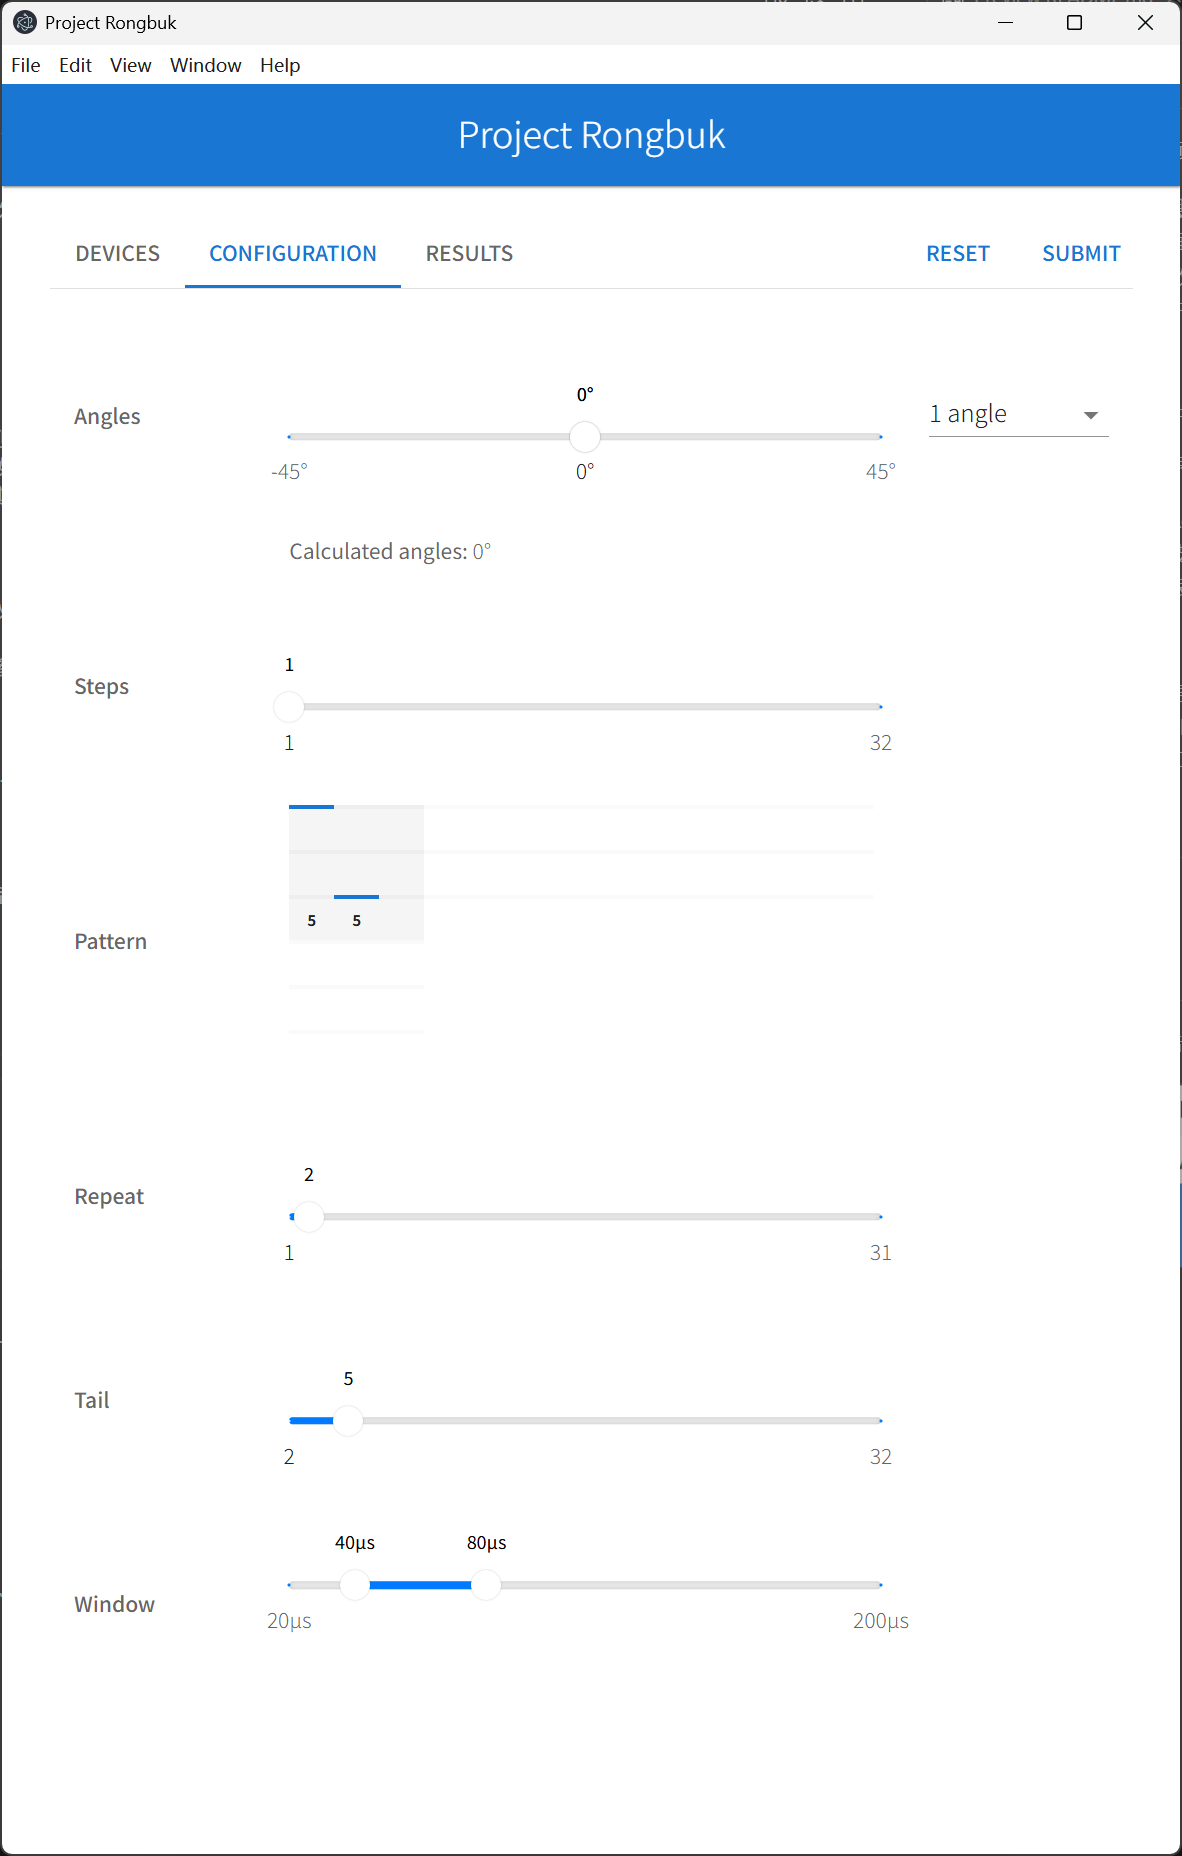 Project Rongbuk
File Edit View Window Help
Project Rongbuk
DEVICES CONFIGURATION RESULTS RESET SUBMIT
0°
Angles 1 angle
-45° 0° 45°
Calculated angles: 0°
1
Steps
1 32
5 5
Pattern
2
Repeat
1 31
5
Tail
2 32
40µs 80µs
Window
20µs 200µs